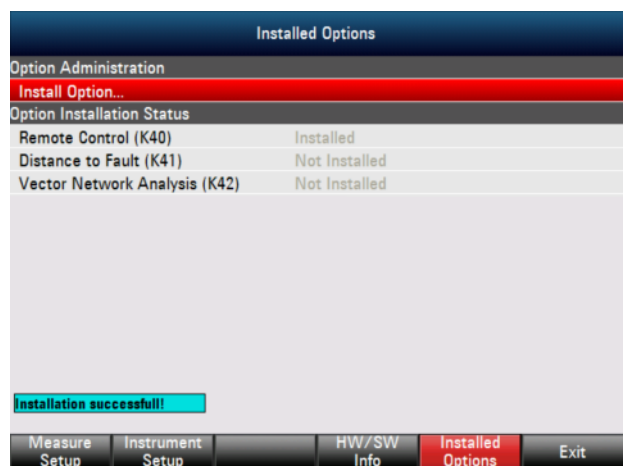 Installed Options
Option Administration
Install Option...
Option Installation Status
Remote Control (K40) Installed
Distance to Fault (K41) Not Installed
Vector Network Analysis (K42) Not Installed
Installation successfull!
Measure Setup Instrument Setup HW/SW Info Installed Options Exit